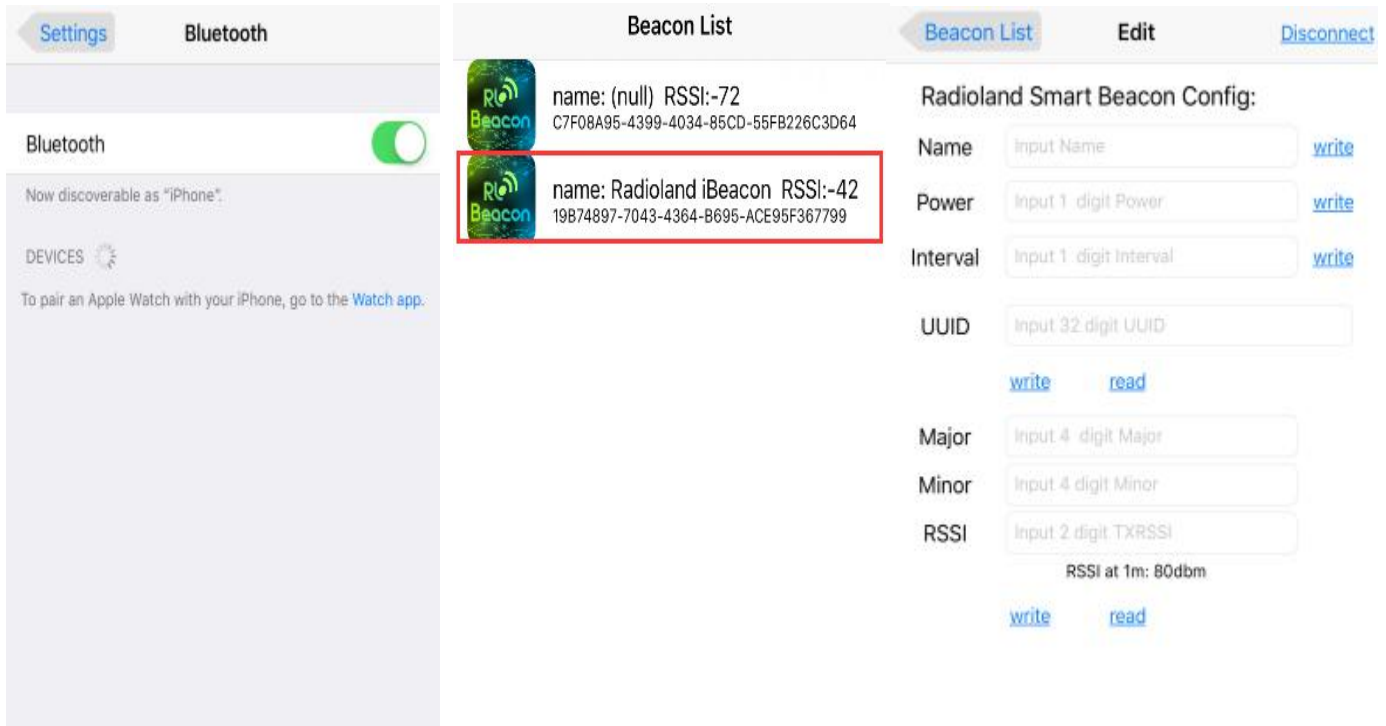 Settings
Bluetooth
Bluetooth
Now discoverable as “iPhone”.
DEVICES
To pair an Apple Watch with your iPhone, go to the Watch app.
Beacon List
Beacon
name: (null) RSSI:-72
C7F08A95-4399-4034-85CD-55FB226C3D64
Beacon
name: Radioland iBeacon RSSI:-42
19B74897-7043-4364-B695-ACE95F367799
Beacon List
Edit
Disconnect
Radioland Smart Beacon Config:
Name Input Name write
Power Input 1 digit Power write
Interval Input 1 digit Interval write
UUID Input 32 digit UUID
write read
Major Input 4 digit Major
Minor Input 4 digit Minor
RSSI Input 2 digit TXRSSI
RSSI at 1m: 80dbm
write read